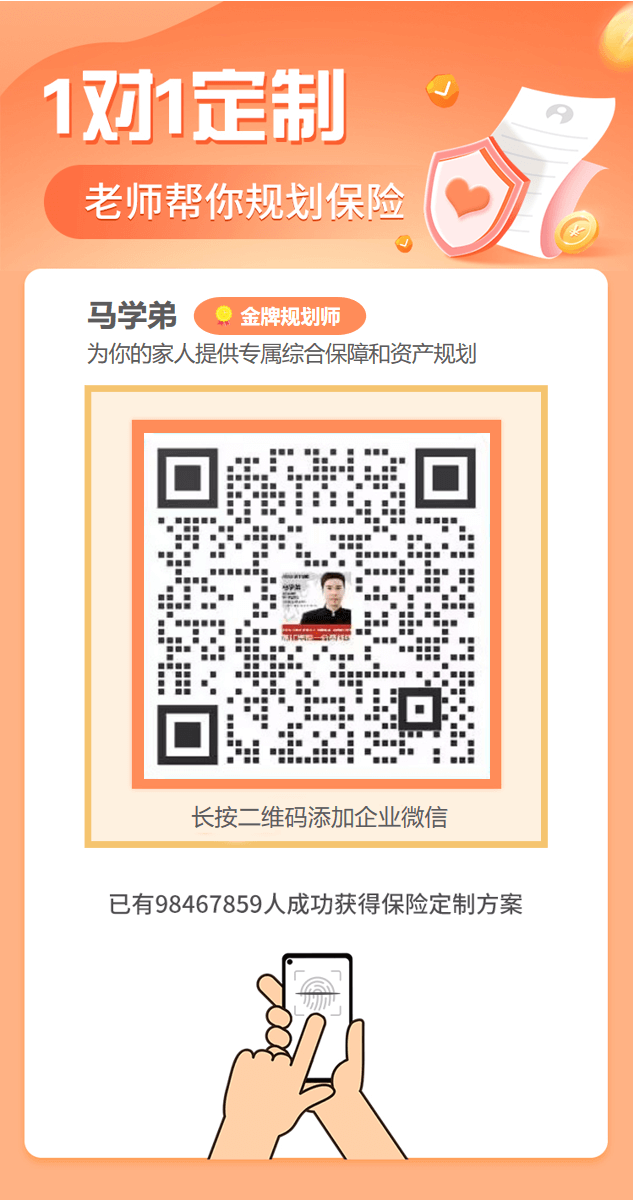 1对1定制
老师帮你规划保险
马学弟
金牌规划师
为你的家人提供专属综合保障和资产规划
马学弟
长按二维码添加企业微信
已有98467859人成功获得保险定制方案